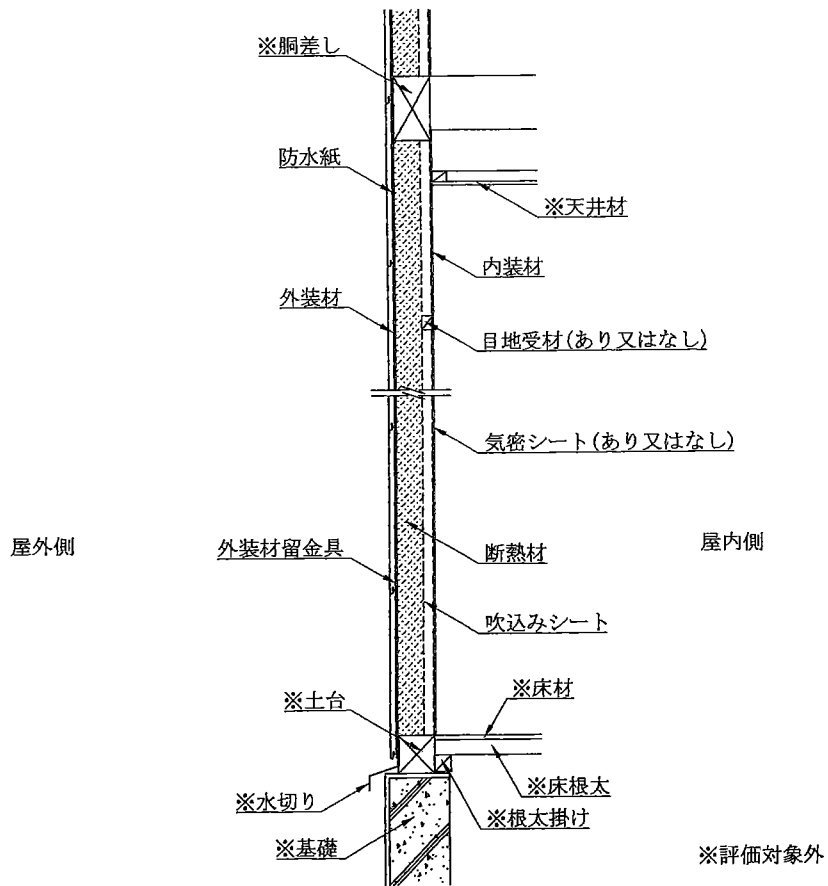 ※胴差し
防水紙
※天井材
内装材
外装材
目地受材(あり又はなし)
気密シート(あり又はなし)
屋外側
外装材留金具
断熱材
屋内側
吹込みシート
※床材
※土台
※床根太
※水切り
※根太掛け
※基礎
※評価対象外